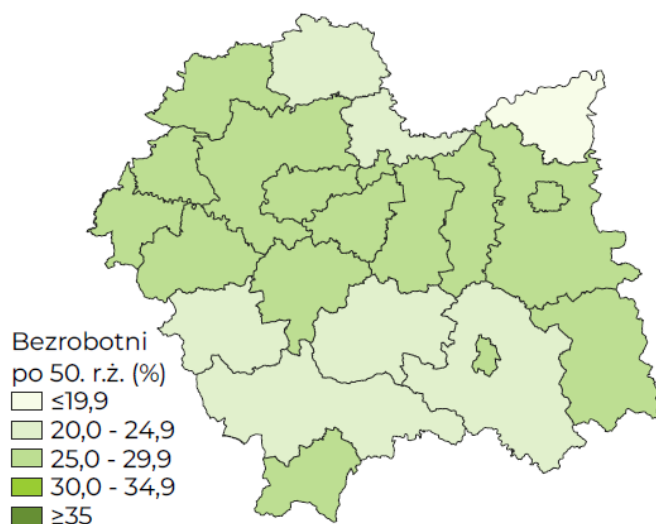 Bezrobotni
po 50. r.ż. (%)
≤19,9
20,0 - 24,9
25,0 - 29,9
30,0 - 34,9
≥35